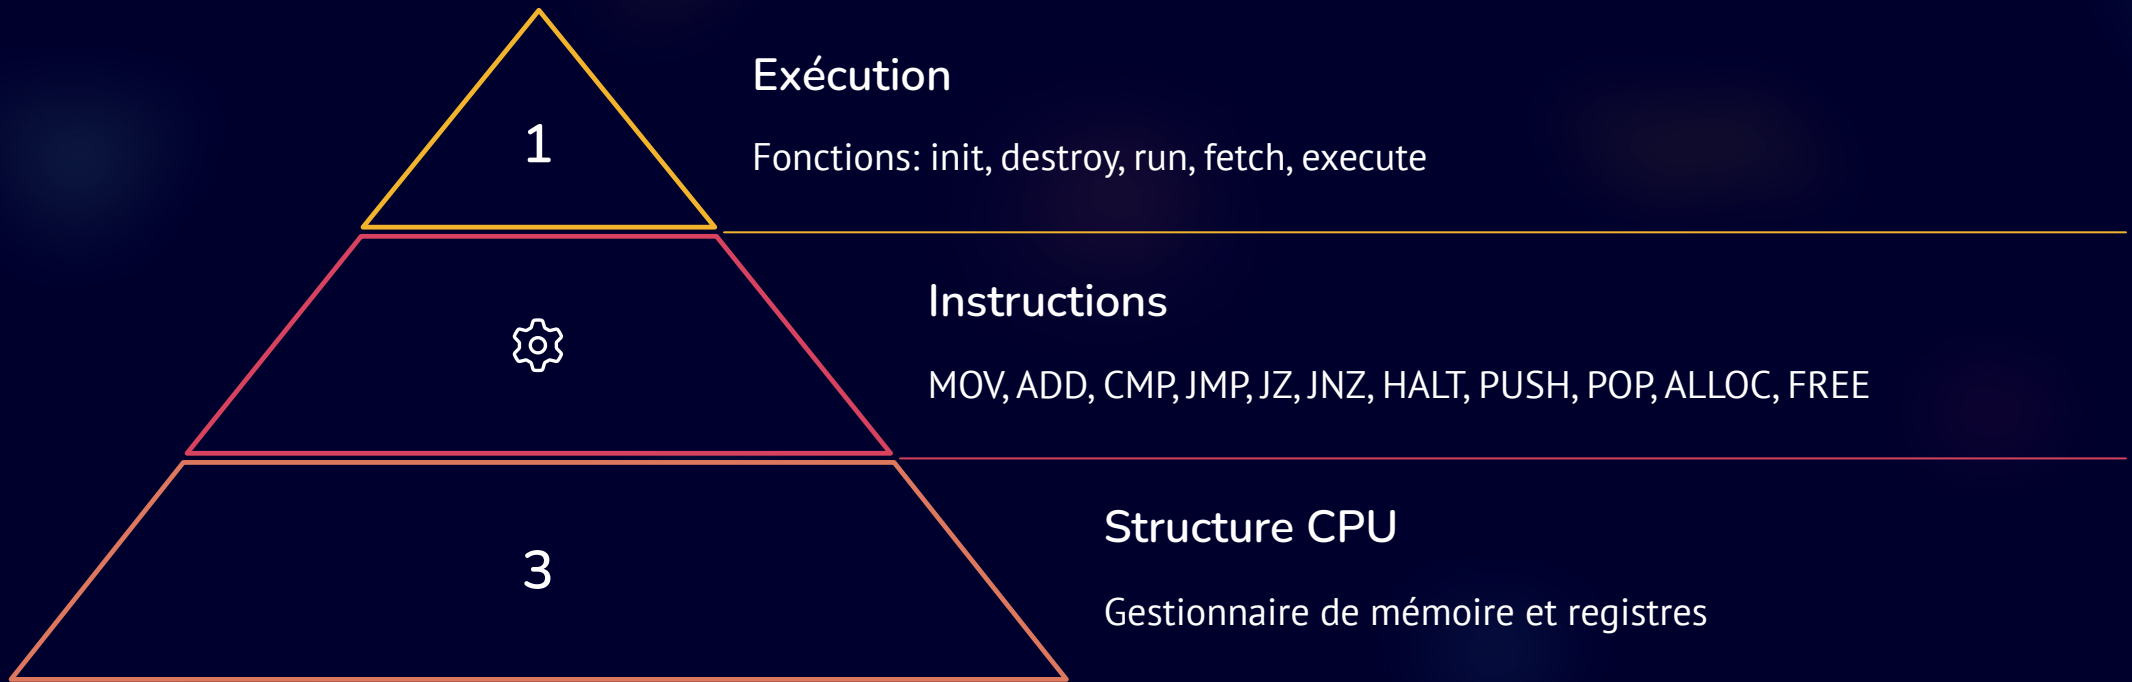 1
Exécution
Fonctions: init, destroy, run, fetch, execute
Instructions
MOV, ADD, CMP, JMP, JZ, JNZ, HALT, PUSH, POP, ALLOC, FREE
3
Structure CPU
Gestionnaire de mémoire et registres